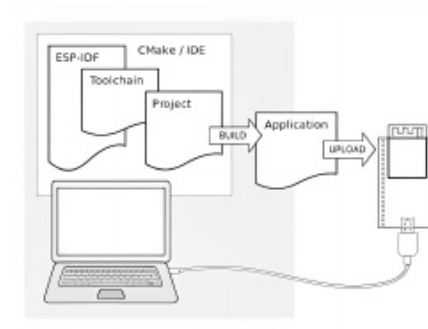 ESP-IDF
CMake / IDE
Toolchain
Project
BUILD
Application
UPLOAD